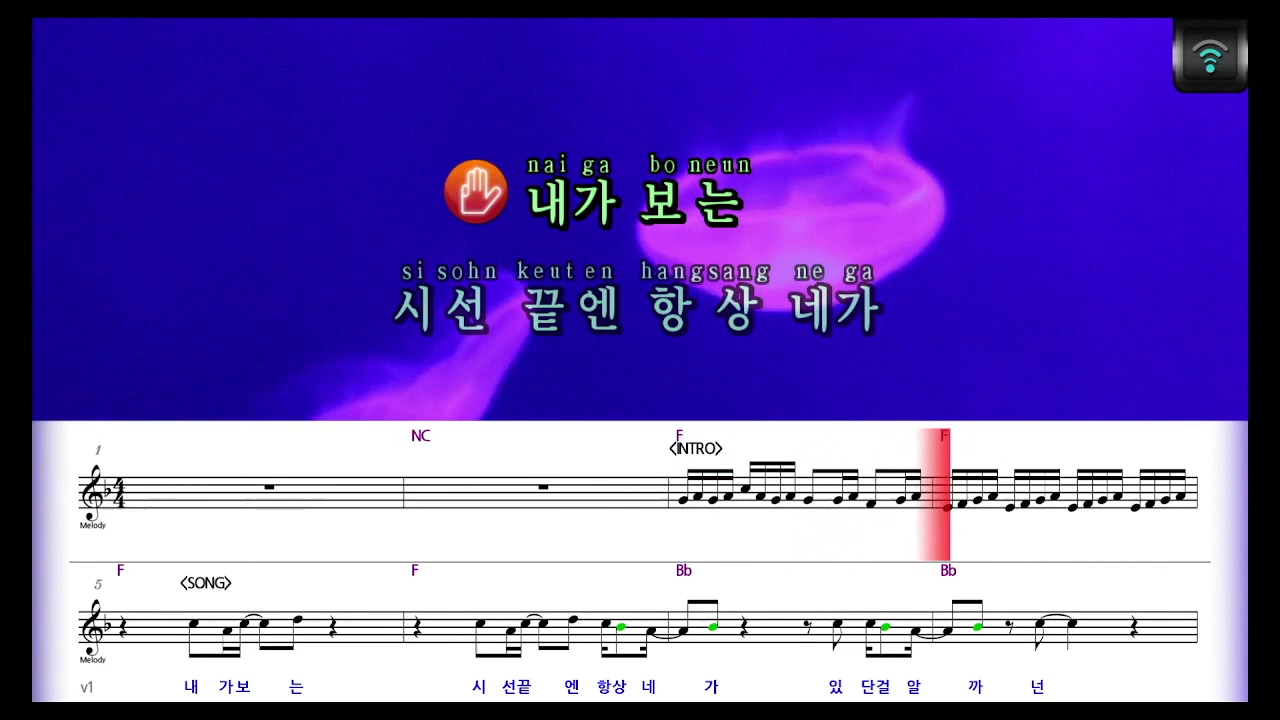 nai ga bo neun
내가 보는
si sohn keut en hangsang ne ga
시선 끝엔 항상 네가
NC F F
1 <INTRO>
Melody
F F Bb Bb
5 <SONG>
Melody
v1 내 가보 는 시 선끝 엔 항상 네 가 있 단걸 알 까 넌